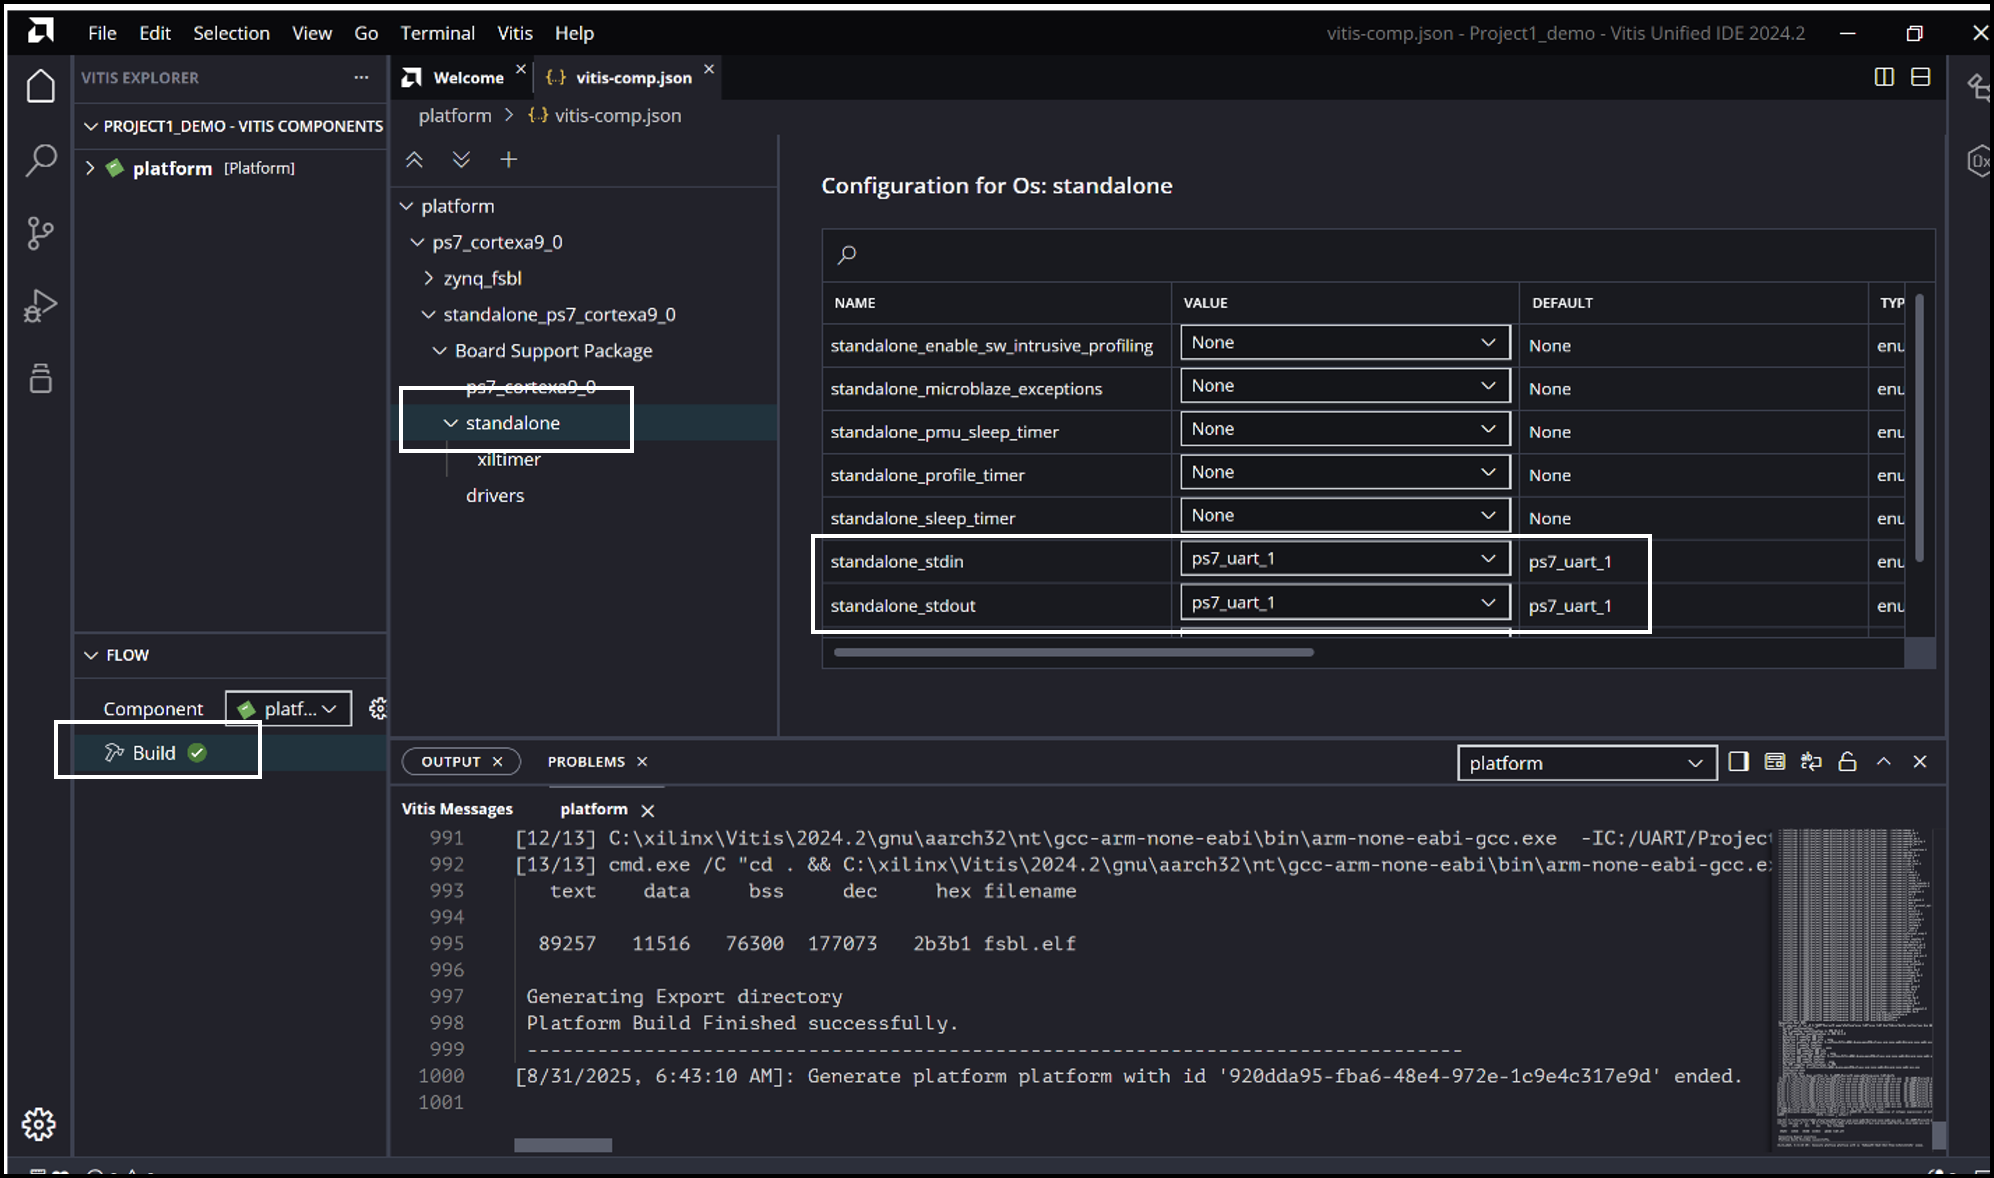 File Edit Selection View Go Terminal Vitis Help
vitis-comp.json - Project1_demo - Vitis Unified IDE 2024.2
VITIS EXPLORER ...
PROJECT1_DEMO - VITIS COMPONENTS
platform [Platform]
Welcome
{..} vitis-comp.json
platform > {..} vitis-comp.json
platform
ps7_cortexa9_0
zynq_fsbl
standalone_ps7_cortexa9_0
Board Support Package
ps7_cortexa9_0
standalone
xiltimer
drivers
Configuration for Os: standalone
NAME VALUE DEFAULT TYP
standalone_enable_sw_intrusive_profiling None None enu
standalone_microblaze_exceptions None None enu
standalone_pmu_sleep_timer None None enu
standalone_profile_timer None None enu
standalone_sleep_timer None None enu
standalone_stdin ps7_uart_1 ps7_uart_1 enu
standalone_stdout ps7_uart_1 ps7_uart_1 enu
FLOW
Component platf...
Build
OUTPUT PROBLEMS platform
Vitis Messages platform
991 [12/13] C:\xilinx\Vitis\2024.2\gnu\aarch32\nt\gcc-arm-none-eabi\bin\arm-none-eabi-gcc.exe -IC:/UART/Project
992 [13/13] cmd.exe /C "cd . && C:\xilinx\Vitis\2024.2\gnu\aarch32\nt\gcc-arm-none-eabi\bin\arm-none-eabi-gcc.ex
993 text data bss dec hex filename
994
995 89257 11516 76300 177073 2b3b1 fsbl.elf
996
997 Generating Export directory
998 Platform Build Finished successfully.
999 --------------------------------------------------------------------------------
1000 [8/31/2025, 6:43:10 AM]: Generate platform platform with id '920dda95-fba6-48e4-972e-1c9e4c317e9d' ended.
1001